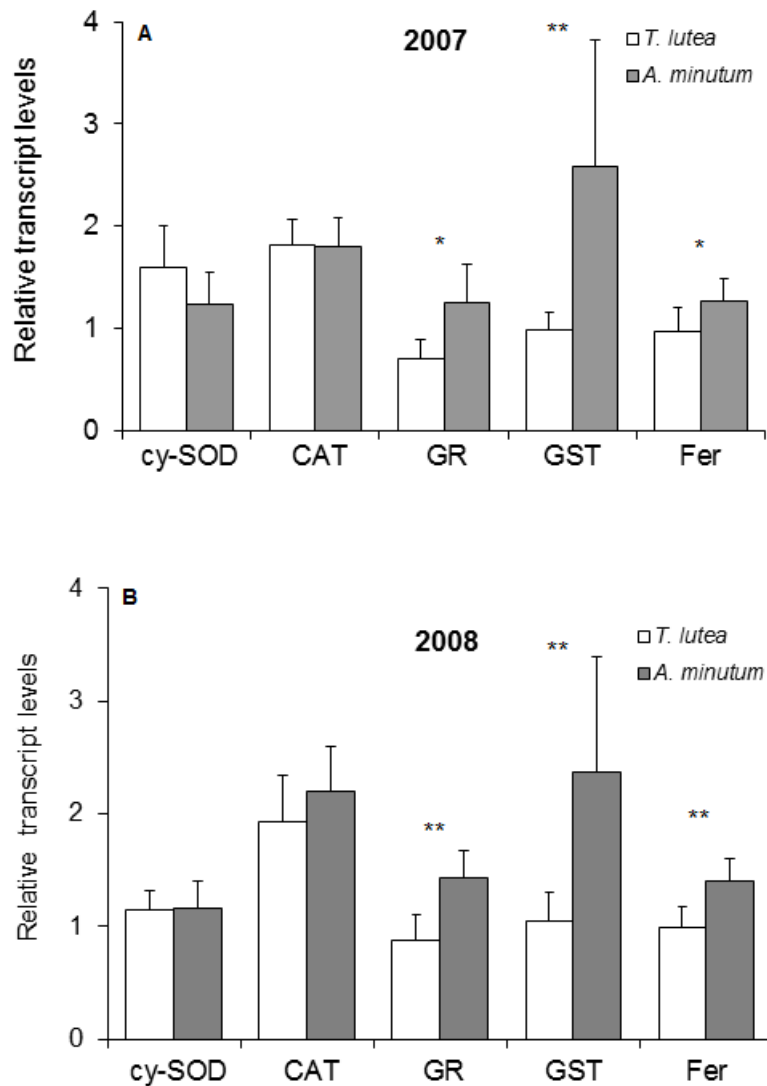 A
2007
**
T. lutea
A. minutum
Relative transcript levels
4
3
2
1
0
*
*
cy-SOD CAT GR GST Fer
B
2008
**
T. lutea
A. minutum
Relative transcript levels
4
3
2
1
0
**
**
cy-SOD CAT GR GST Fer